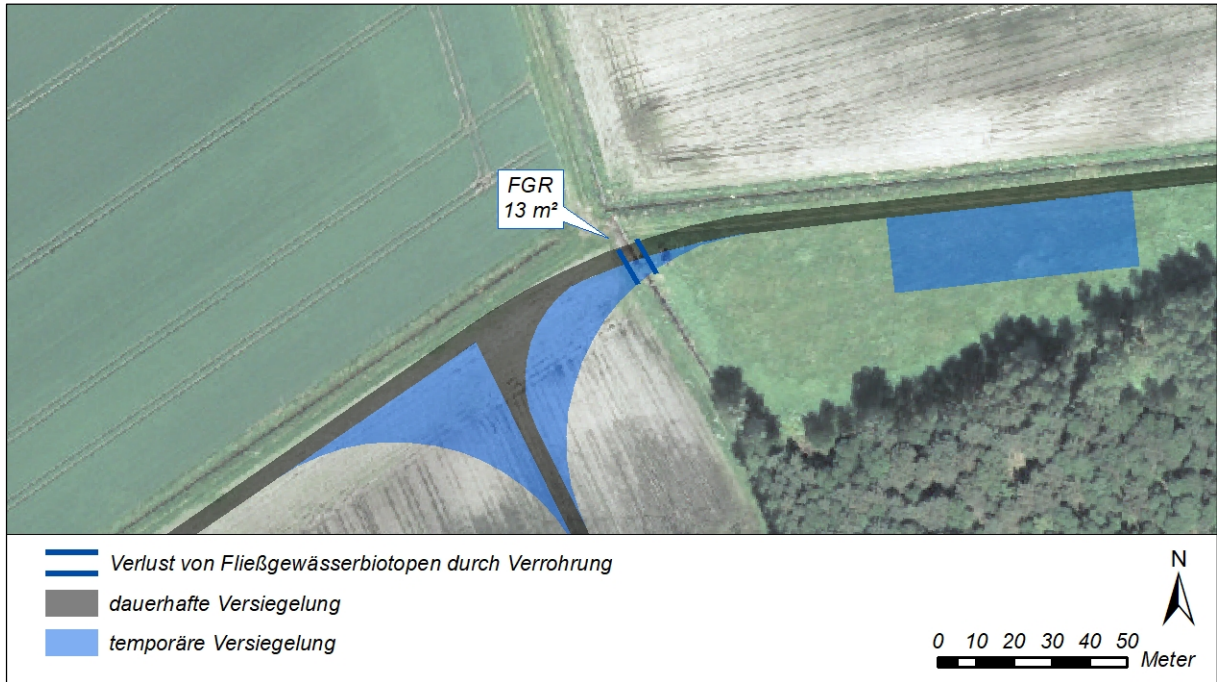 FGR
13 m²
Verlust von Fließgewässerbiotopen durch Verrohrung
dauerhafte Versiegelung
temporäre Versiegelung
N
0 10 20 30 40 50
Meter